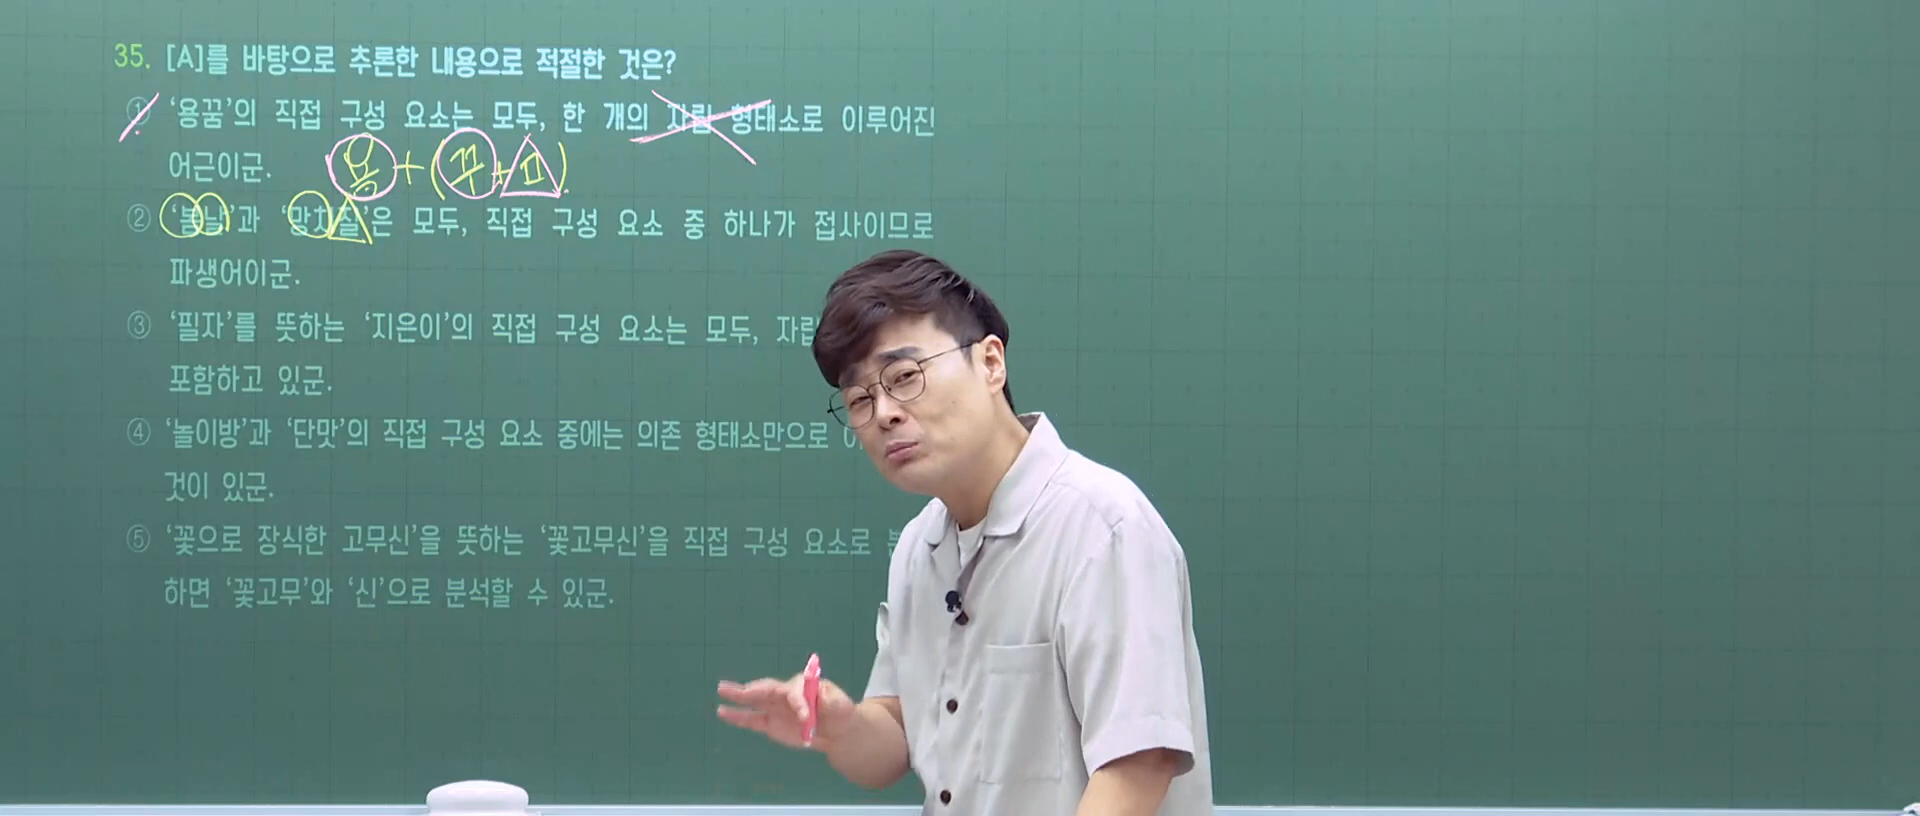 35. [A]를 바탕으로 추론한 내용으로 적절한 것은?
① '용꿈'의 직접 구성 요소는 모두, 한 개의 자립 형태소로 이루어진
어근이군.
용+(꾸+ㅁ)
② '봄날'과 '망치질'은 모두, 직접 구성 요소 중 하나가 접사이므로
파생어이군.
③ '필자'를 뜻하는 '지은이'의 직접 구성 요소는 모두,
포함하고 있군.
④ '놀이방'과 '단맛'의 직접 구성 요소 중에는 의존 형태소만으로
것이 있군.
⑤ '꽃으로 장식한 고무신'을 뜻하는 '꽃고무신'을 직접 구성 요소로
하면 '꽃고무'와 '신'으로 분석할 수 있군.